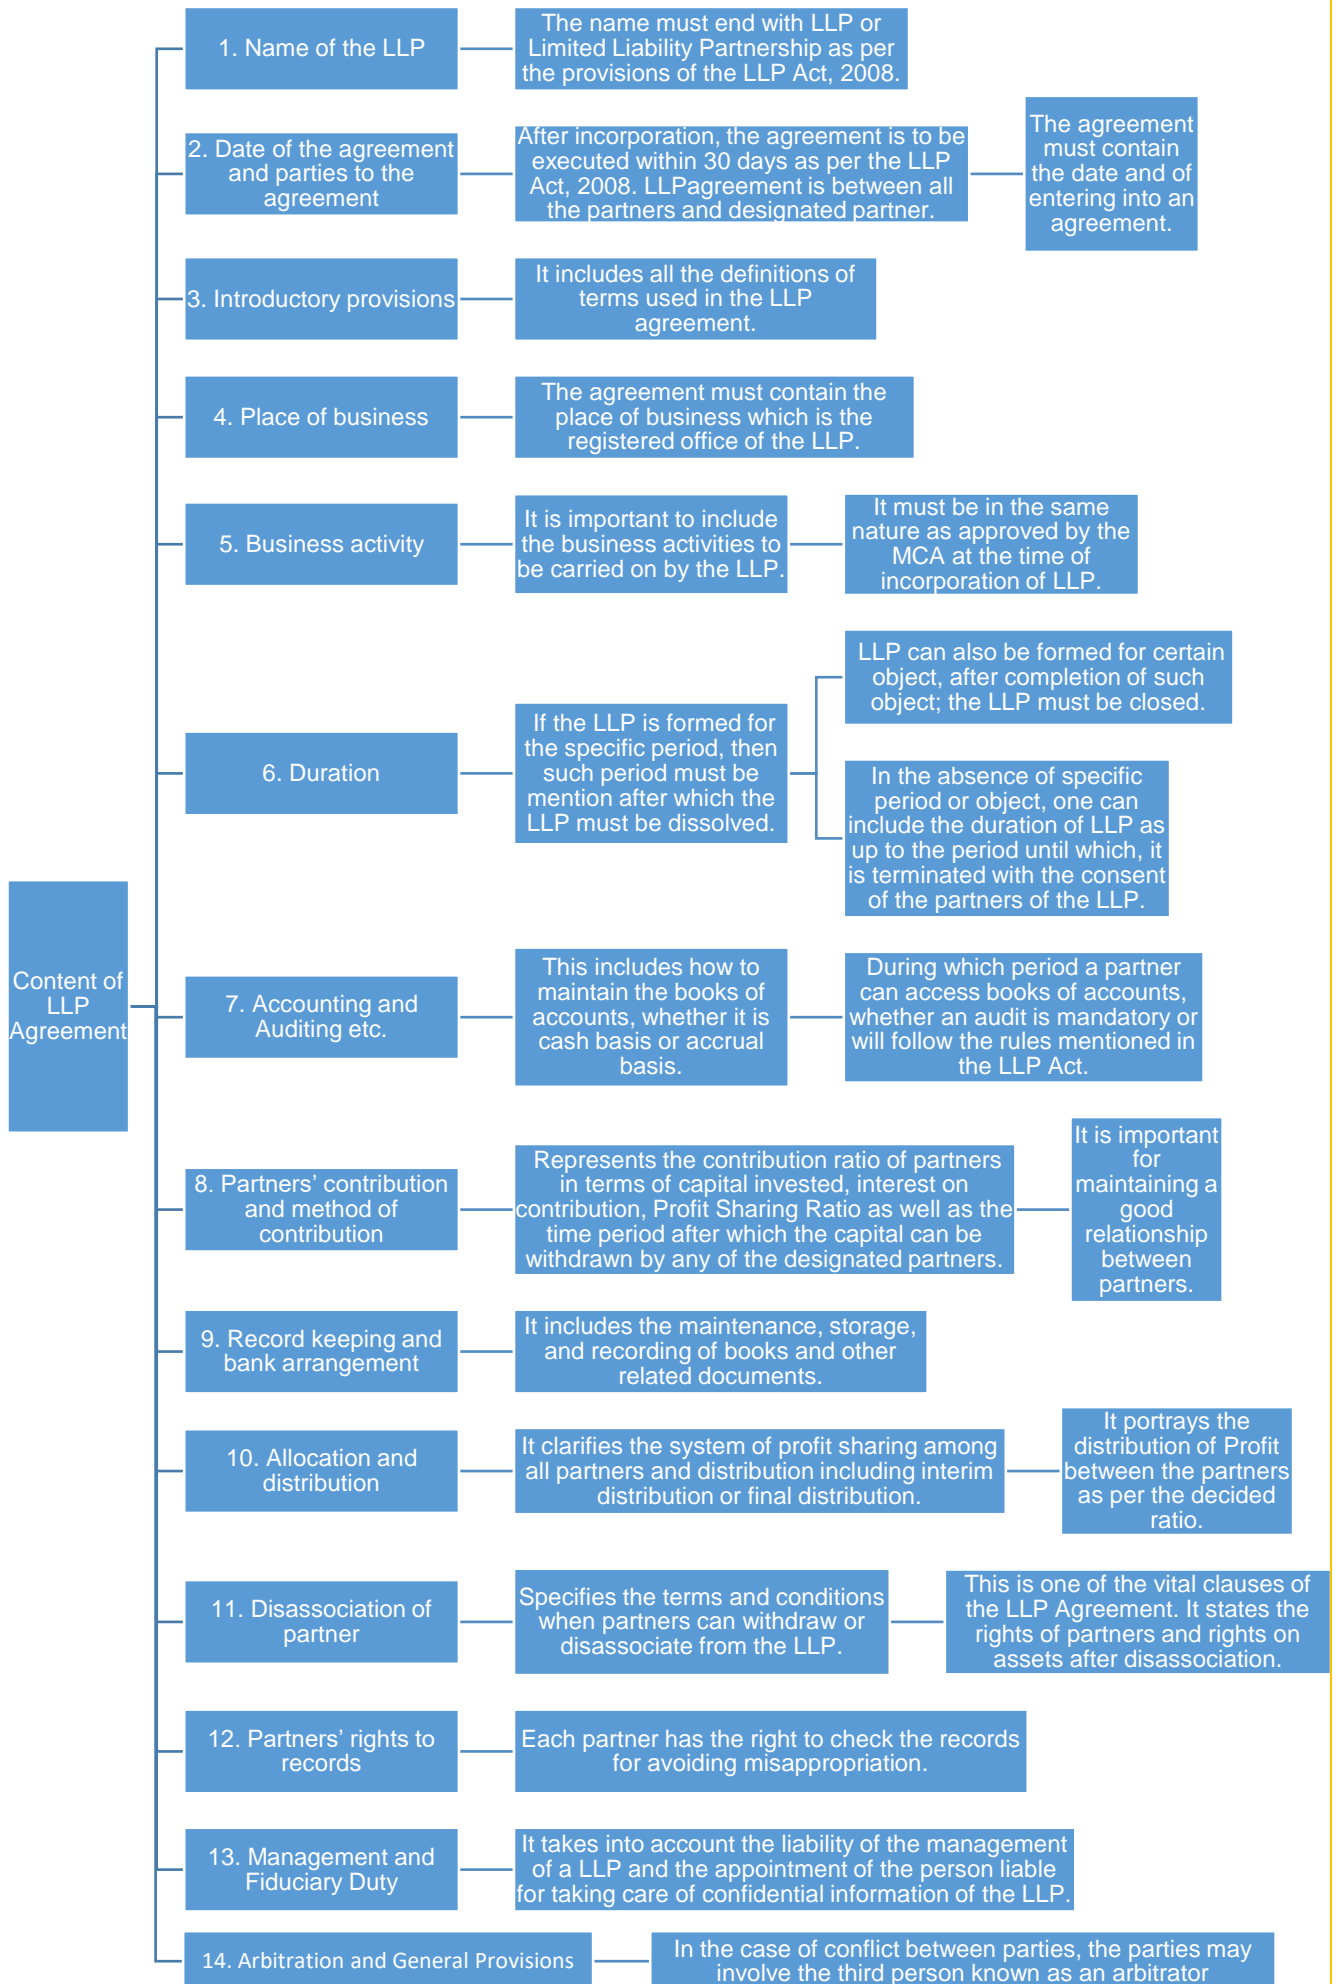 Content of
LLP
Agreement
1. Name of the LLP
The name must end with LLP or
Limited Liability Partnership as per
the provisions of the LLP Act, 2008.
2. Date of the agreement
and parties to the
agreement
After incorporation, the agreement is to be
executed within 30 days as per the LLP
Act, 2008. LLPagreement is between all
the partners and designated partner.
The agreement
must contain
the date and of
entering into an
agreement.
3. Introductory provisions
It includes all the definitions of
terms used in the LLP
agreement.
4. Place of business
The agreement must contain the
place of business which is the
registered office of the LLP.
5. Business activity
It is important to include
the business activities to
be carried on by the LLP.
It must be in the same
nature as approved by the
MCA at the time of
incorporation of LLP.
6. Duration
If the LLP is formed for
the specific period, then
such period must be
mention after which the
LLP must be dissolved.
LLP can also be formed for certain
object, after completion of such
object; the LLP must be closed.
In the absence of specific
period or object, one can
include the duration of LLP as
up to the period until which, it
is terminated with the consent
of the partners of the LLP.
7. Accounting and
Auditing etc.
This includes how to
maintain the books of
accounts, whether it is
cash basis or accrual
basis.
During which period a partner
can access books of accounts,
whether an audit is mandatory or
will follow the rules mentioned in
the LLP Act.
8. Partners’ contribution
and method of
contribution
Represents the contribution ratio of partners
in terms of capital invested, interest on
contribution, Profit Sharing Ratio as well as the
time period after which the capital can be
withdrawn by any of the designated partners.
It is important
for
maintaining a
good
relationship
between
partners.
9. Record keeping and
bank arrangement
It includes the maintenance, storage,
and recording of books and other
related documents.
10. Allocation and
distribution
It clarifies the system of profit sharing among
all partners and distribution including interim
distribution or final distribution.
It portrays the
distribution of Profit
between the partners
as per the decided
ratio.
11. Disassociation of
partner
Specifies the terms and conditions
when partners can withdraw or
disassociate from the LLP.
This is one of the vital clauses of
the LLP Agreement. It states the
rights of partners and rights on
assets after disassociation.
12. Partners’ rights to
records
Each partner has the right to check the records
for avoiding misappropriation.
13. Management and
Fiduciary Duty
It takes into account the liability of the management
of a LLP and the appointment of the person liable
for taking care of confidential information of the LLP.
14. Arbitration and General Provisions
In the case of conflict between parties, the parties may
involve the third person known as an arbitrator